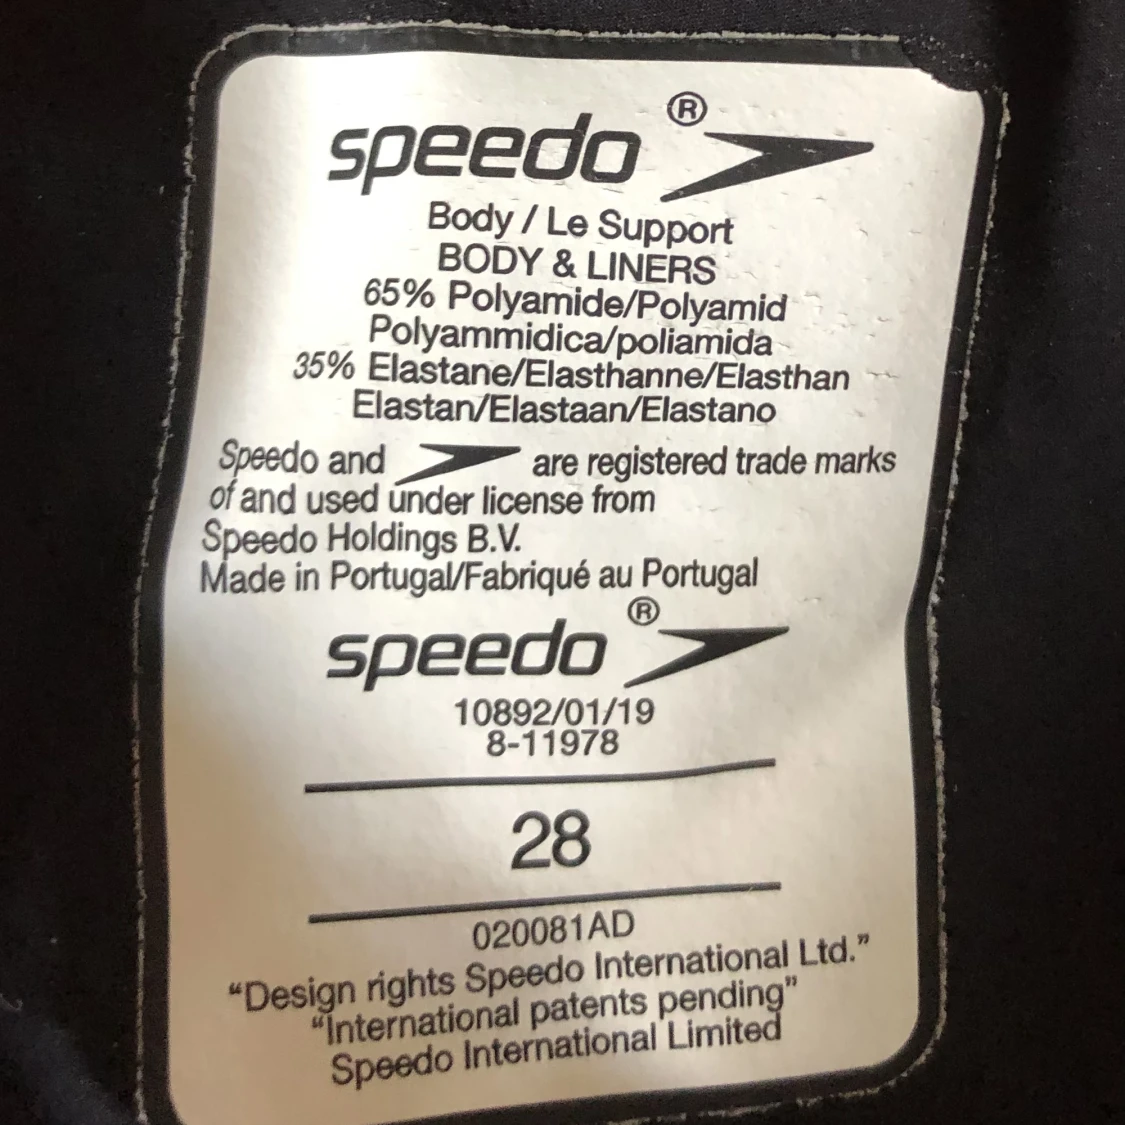 speedo®
Body / Le Support
BODY & LINERS
65% Polyamide/Polyamid
Polyammidica/poliamida
35% Elastane/Elasthanne/Elasthan
Elastan/Elastaan/Elastano
Speedo and are registered trade marks
of and used under license from
Speedo Holdings B.V.
Made in Portugal/Fabriqué au Portugal
speedo®
10892/01/19
8-11978
28
020081AD
“Design rights Speedo International Ltd.”
“International patents pending”
Speedo International Limited